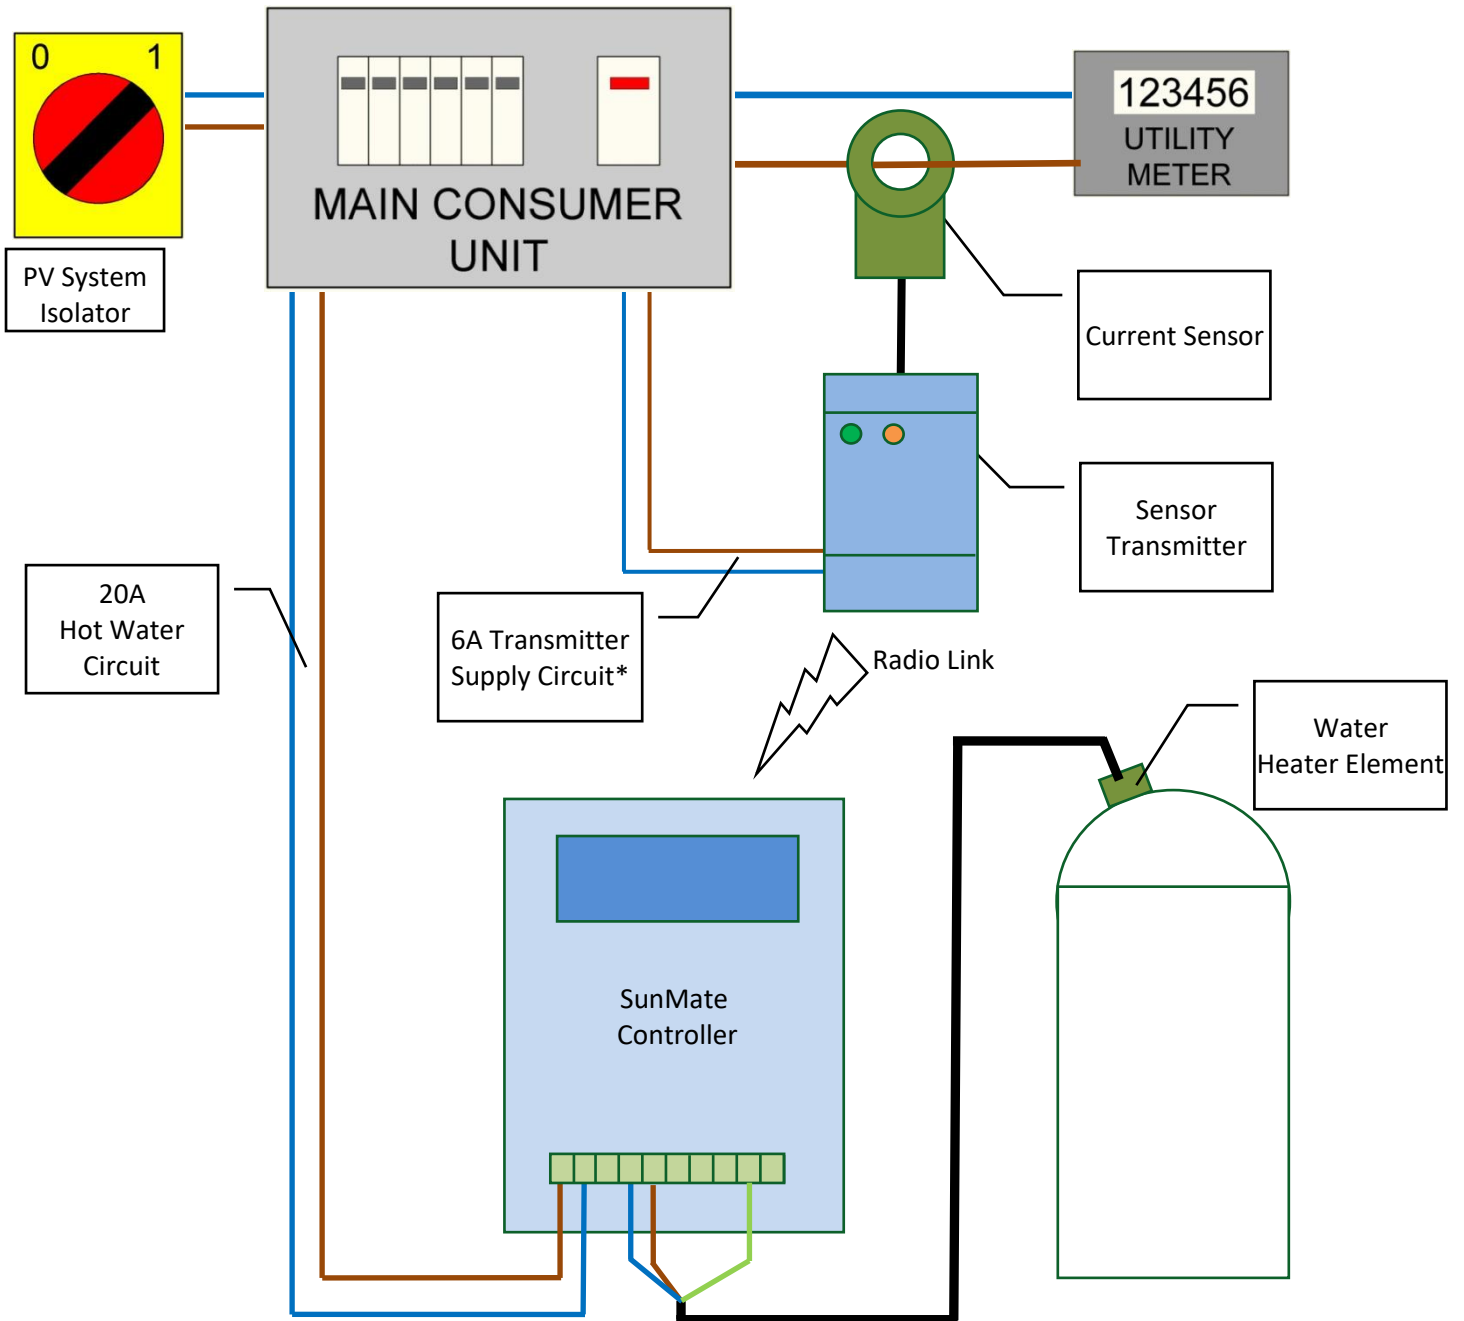 0 1
MAIN CONSUMER
UNIT
123456
UTILITY
METER
PV System
Isolator
Current Sensor
Sensor
Transmitter
20A
Hot Water
Circuit
6A Transmitter
Supply Circuit*
Radio Link
Water
Heater Element
SunMate
Controller